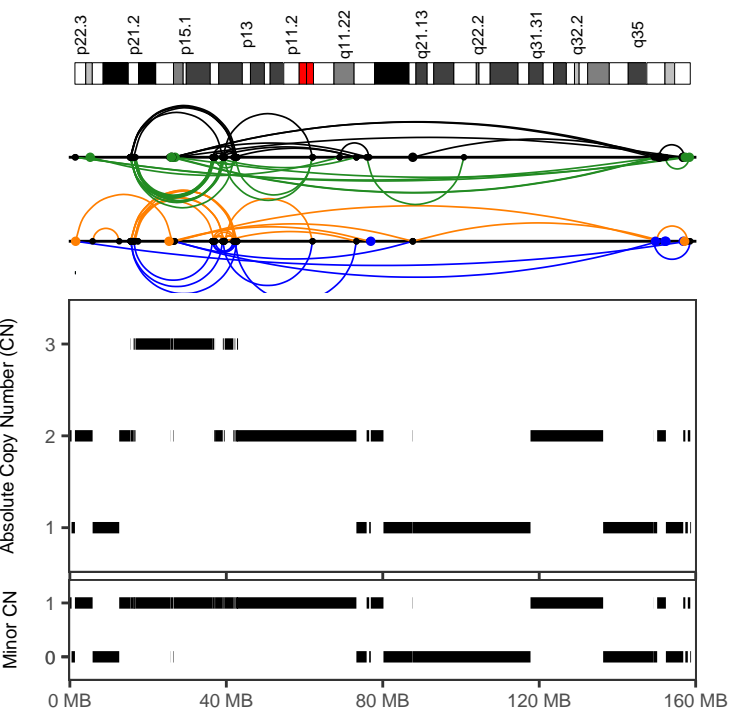 p22.3 p21.2 p15.1 p13 p11.2 q11.22 q21.13 q22.2 q31.31 q32.2 q35
Absolute Copy Number (CN)
3
2
1
Minor CN
1
0
0 MB 40 MB 80 MB 120 MB 160 MB